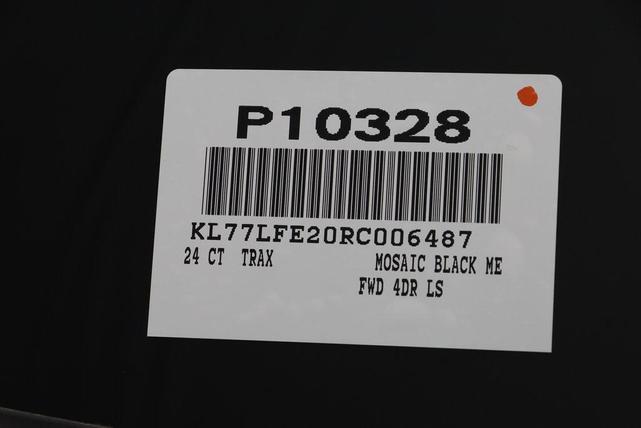 P10328
KL77LFE20RC006487
24 CT TRAX MOSAIC BLACK ME
FWD 4DR LS